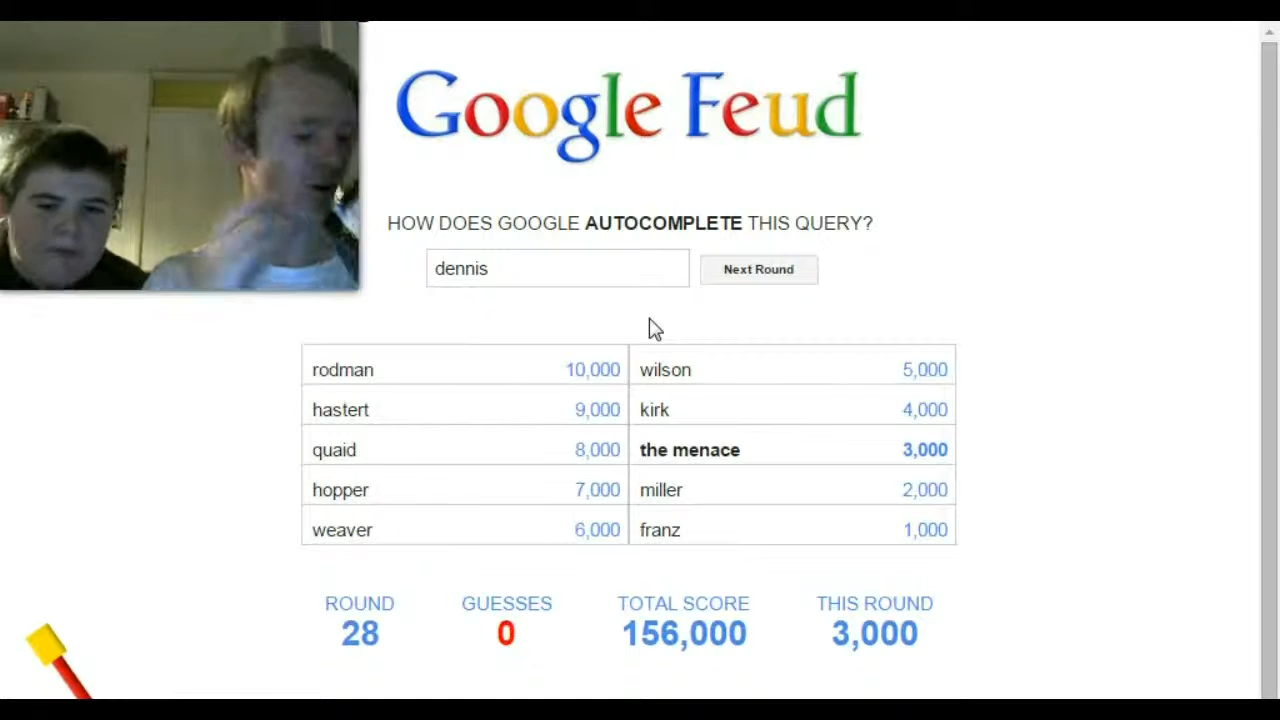 Google Feud
HOW DOES GOOGLE AUTOCOMPLETE THIS QUERY?
dennis
Next Round
rodman 10,000 wilson 5,000
hastert 9,000 kirk 4,000
quaid 8,000 the menace 3,000
hopper 7,000 miller 2,000
weaver 6,000 franz 1,000
ROUND GUESSES TOTAL SCORE THIS ROUND
28 0 156,000 3,000